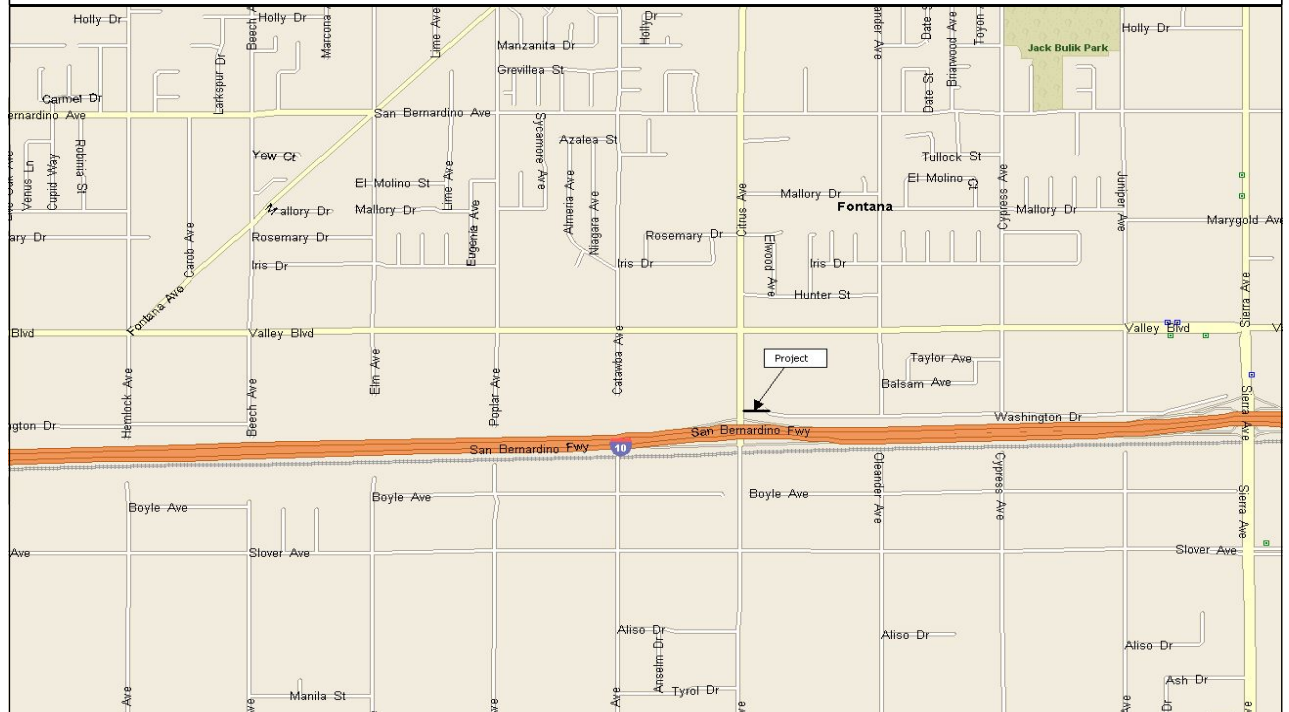 Holly Dr
Beech A
Holly Dr
Marcona
Lime Ave
Manzanita Dr
Holly Dr
ander Ave
Date S
Briarwood Ave
Toyon
Holly Dr
Jack Bulik Park
Grevillea St
Larkspur Dr
Date St
Carmel Dr
ernardino Ave
San Bernardino Ave
Sycamore Ave
Azalea St
Venus Ln
Cupid Way
Robinia St
Yew Ct
Tullock St
El Molino St
Lime Ave
El Molino Ct
Mallory Dr
Mallory Dr
Eugenia Ave
Almeria Ave
Niagara Ave
Citrus Ave
Mallory Dr
Fontana
Cypress Ave
Mallory Dr
Juniper Ave
Marygold Ave
ary Dr
Carob Ave
Rosemary Dr
Rosemary Dr
Elwood Ave
Iris Dr
Iris Dr
Iris Dr
Hunter St
Sierra Ave
Fontana Ave
Blvd
Valley Blvd
Valley Blvd
V
Hemlock Ave
Beech Ave
Elm Ave
Poplar Ave
Catawba Ave
Project
Taylor Ave
Balsam Ave
Sierra Ave
ngton Dr
Washington Dr
San Bernardino Fwy
San Bernardino Fwy
10
Cleander Ave
Cypress Ave
Boyle Ave
Boyle Ave
Boyle Ave
Sierra Ave
Ave
Slover Ave
Slover Ave
Aliso Dr
Anselm Dr
Aliso Dr
Aliso Dr
Ave
Manila St
ve
Ave
Tyrol Dr
ve
Ash Dr
Ave
Dr
ve